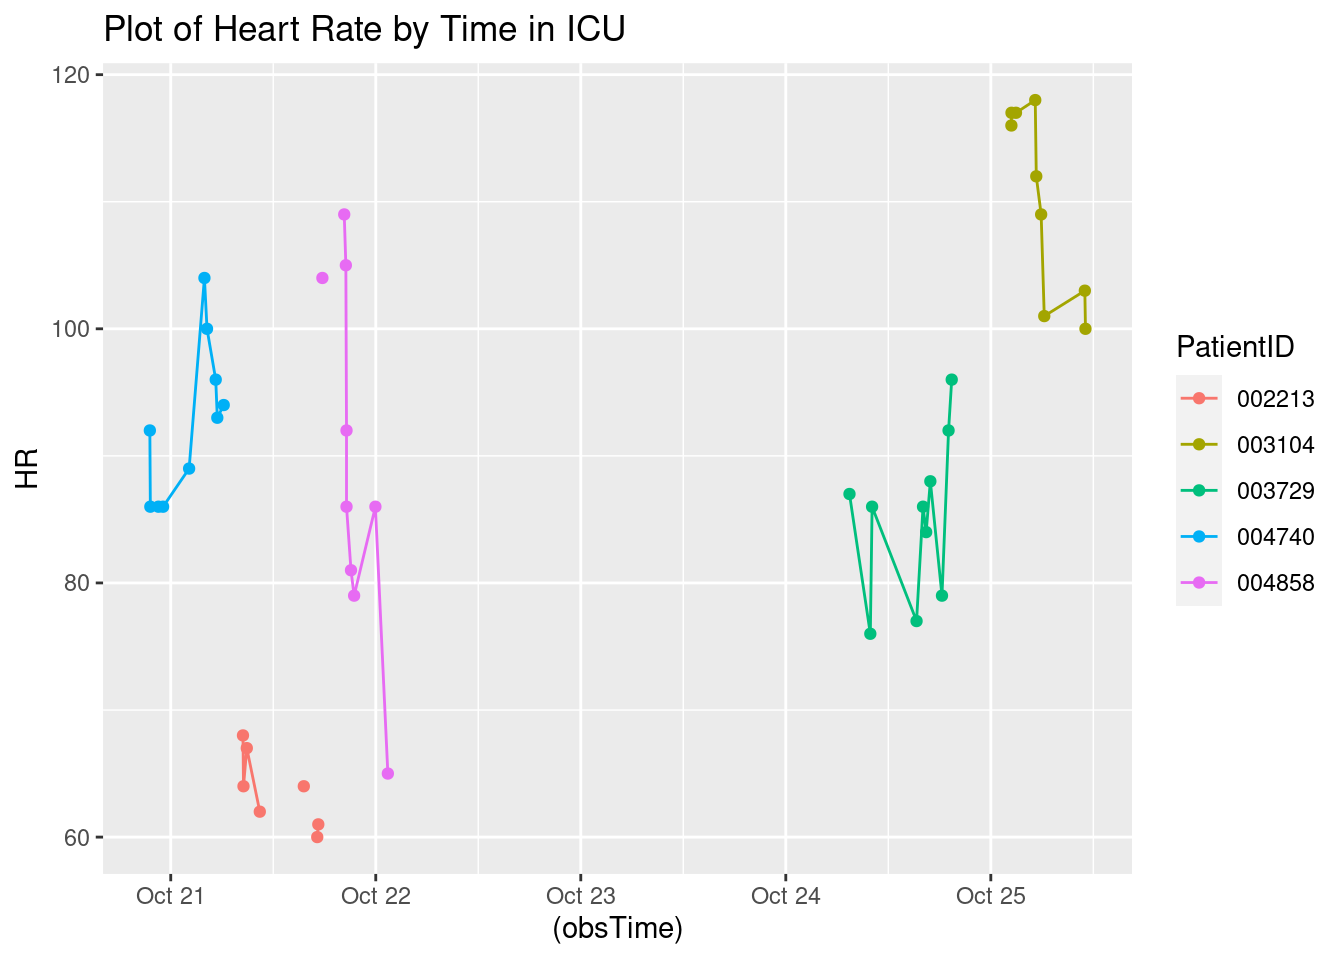 Plot of Heart Rate by Time in ICU
120
100
80
60
HR
Oct 21
Oct 22
Oct 23
Oct 24
Oct 25
(obsTime)
PatientID
002213
003104
003729
004740
004858